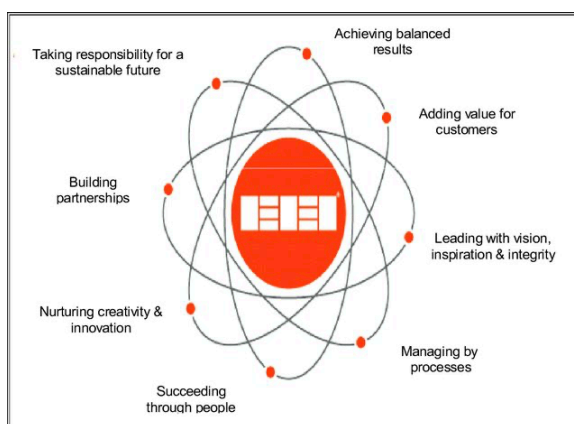 Achieving balanced
results
Taking responsibility for a
sustainable future
Adding value for
customers
Building
partnerships
Leading with vision,
inspiration & integrity
Nurturing creativity &
innovation
Managing by
processes
Succeeding
through people